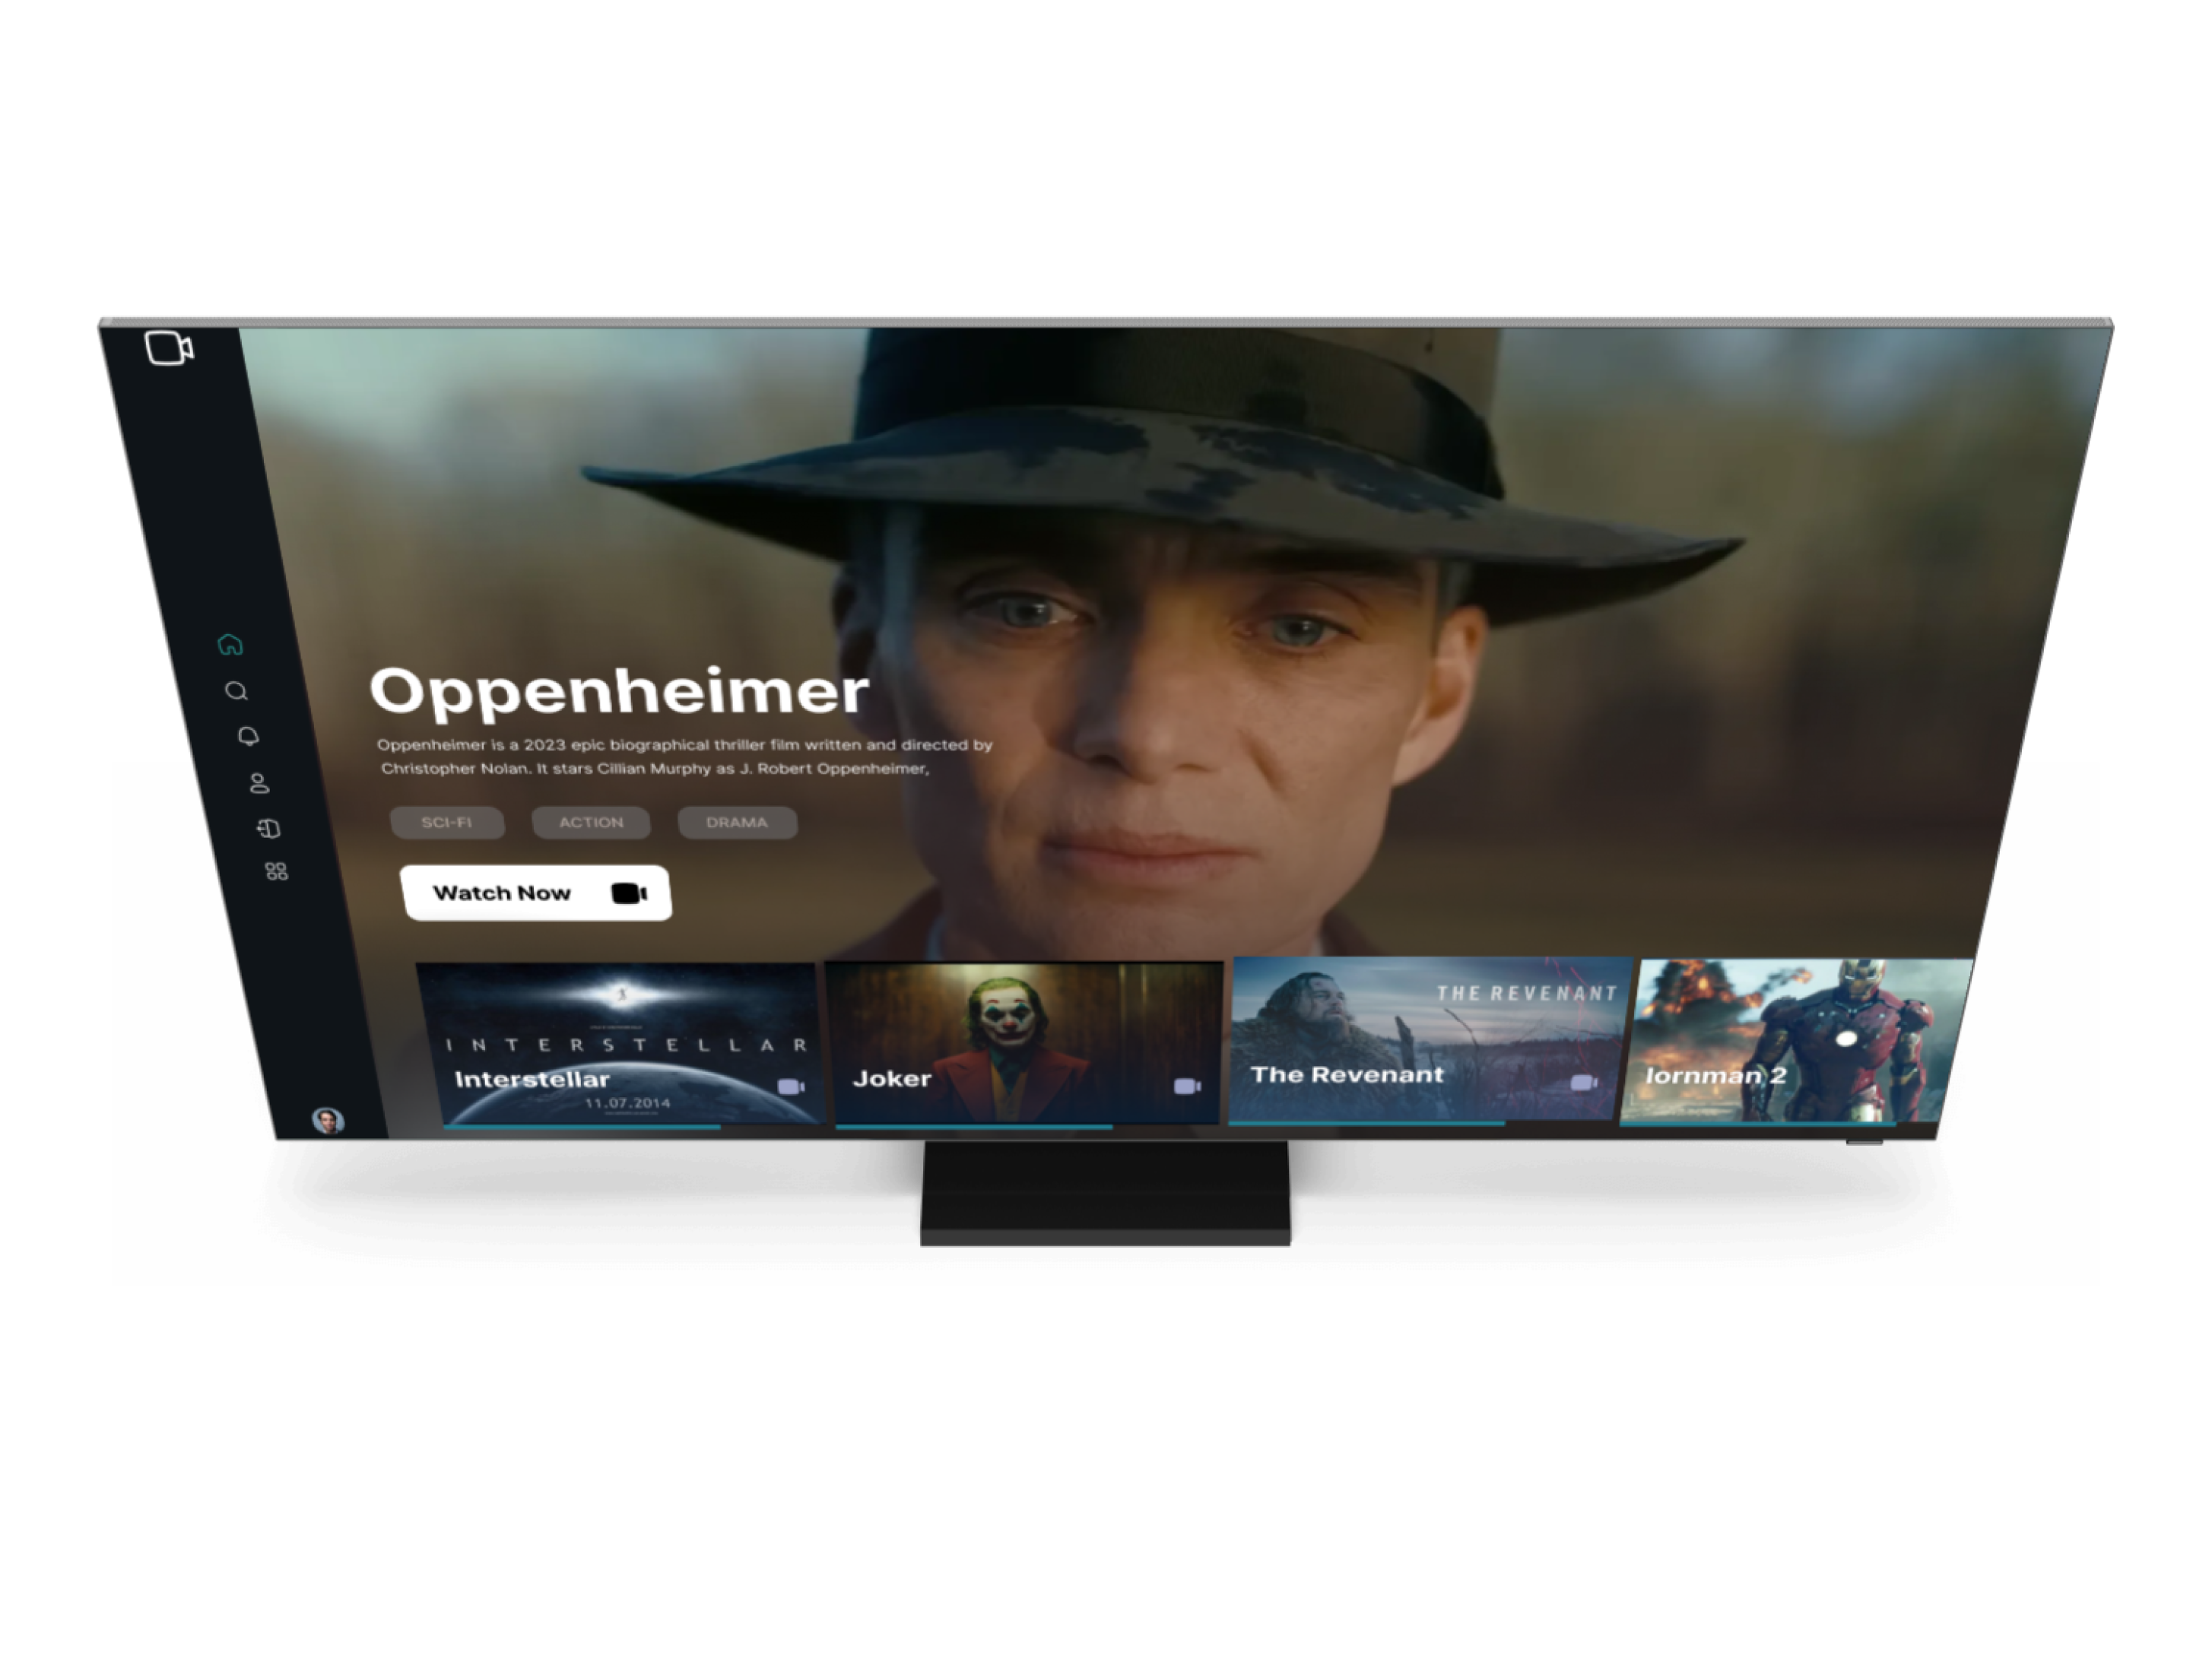 Oppenheimer
Oppenheimer is a 2023 epic biographical thriller film written and directed by
Christopher Nolan. It stars Cillian Murphy as J. Robert Oppenheimer,
SCI-FI
ACTION
DRAMA
Watch Now
INTERSTELLAR
Interstellar
11.07.2014
Joker
THE REVENANT
The Revenant
Iornman 2